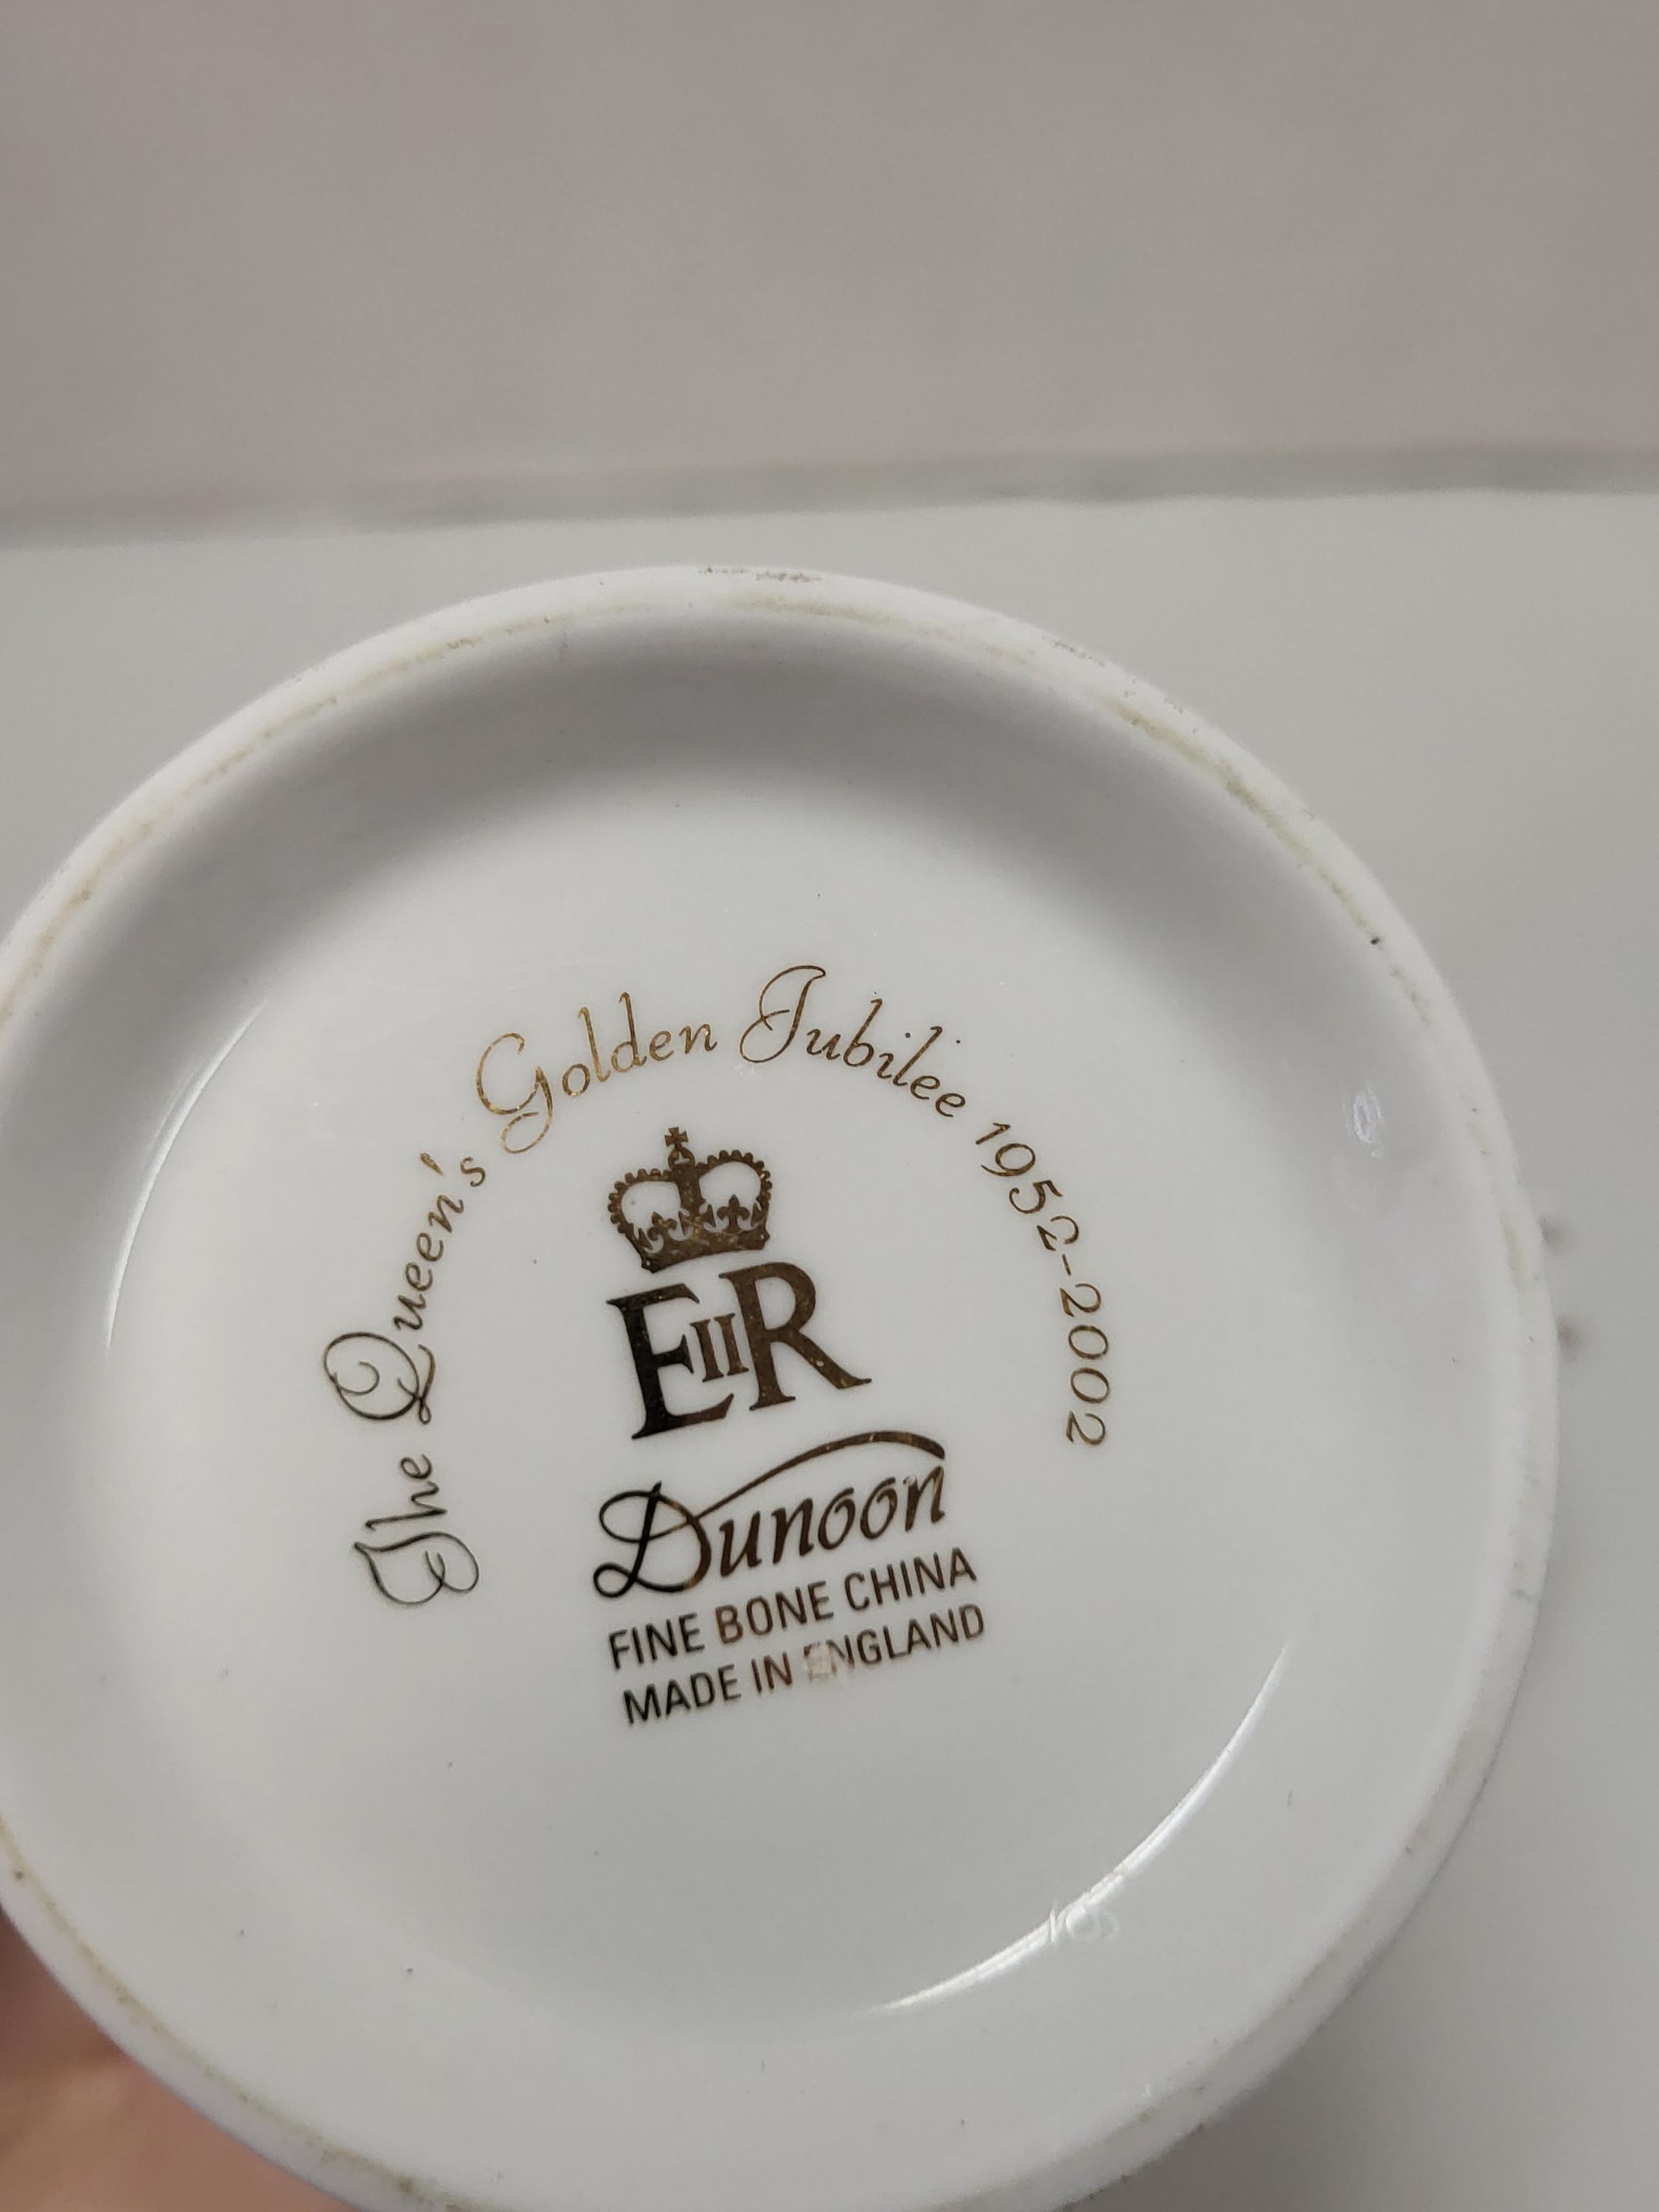 The Queen's Golden Jubilee 1952-2002
EIIR
Dunoon
FINE BONE CHINA
MADE IN ENGLAND